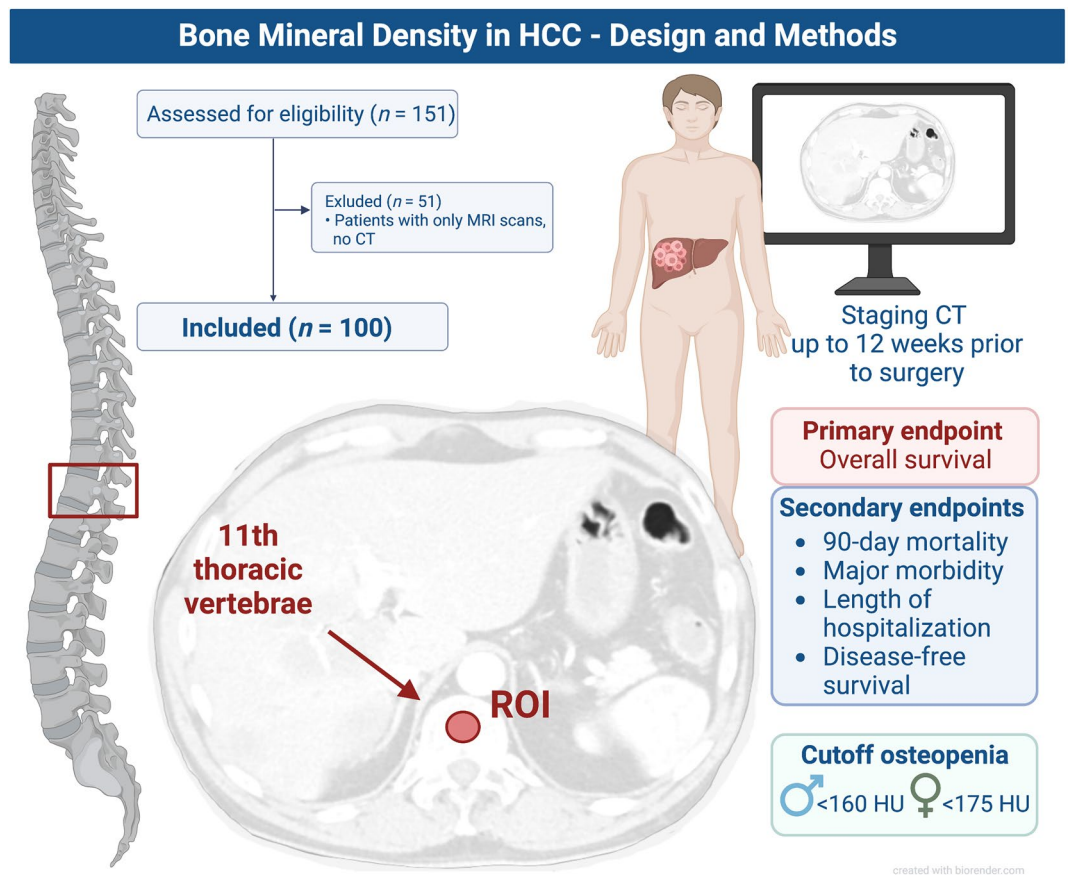 Bone Mineral Density in HCC - Design and Methods
Assessed for eligibility (n = 151)
Exluded (n = 51)
• Patients with only MRI scans,
no CT
Included (n = 100)
Staging CT
up to 12 weeks prior
to surgery
Primary endpoint
Overall survival
Secondary endpoints
• 90-day mortality
• Major morbidity
• Length of
hospitalization
• Disease-free
survival
11th
thoracic
vertebrae
ROI
Cutoff osteopenia
<160 HU <175 HU
created with biorender.com